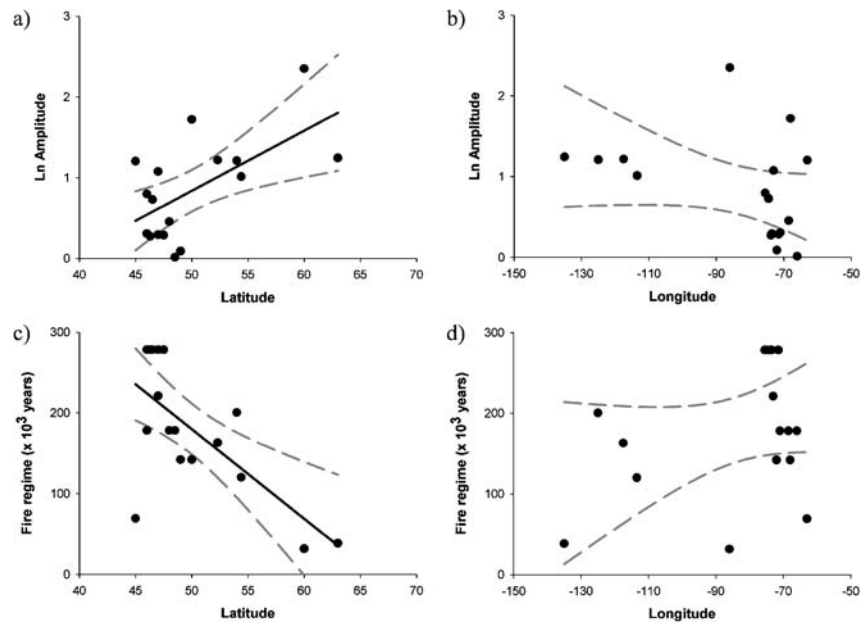 a)
3
2
1
0
Ln Amplitude
40 45 50 55 60 65 70
Latitude
b)
3
2
1
0
Ln Amplitude
-150 -130 -110 -90 -70 -50
Longitude
c)
300
200
100
0
Fire regime (x 10³ years)
40 45 50 55 60 65 70
Latitude
d)
300
200
100
0
Fire regime (x 10³ years)
-150 -130 -110 -90 -70 -50
Longitude